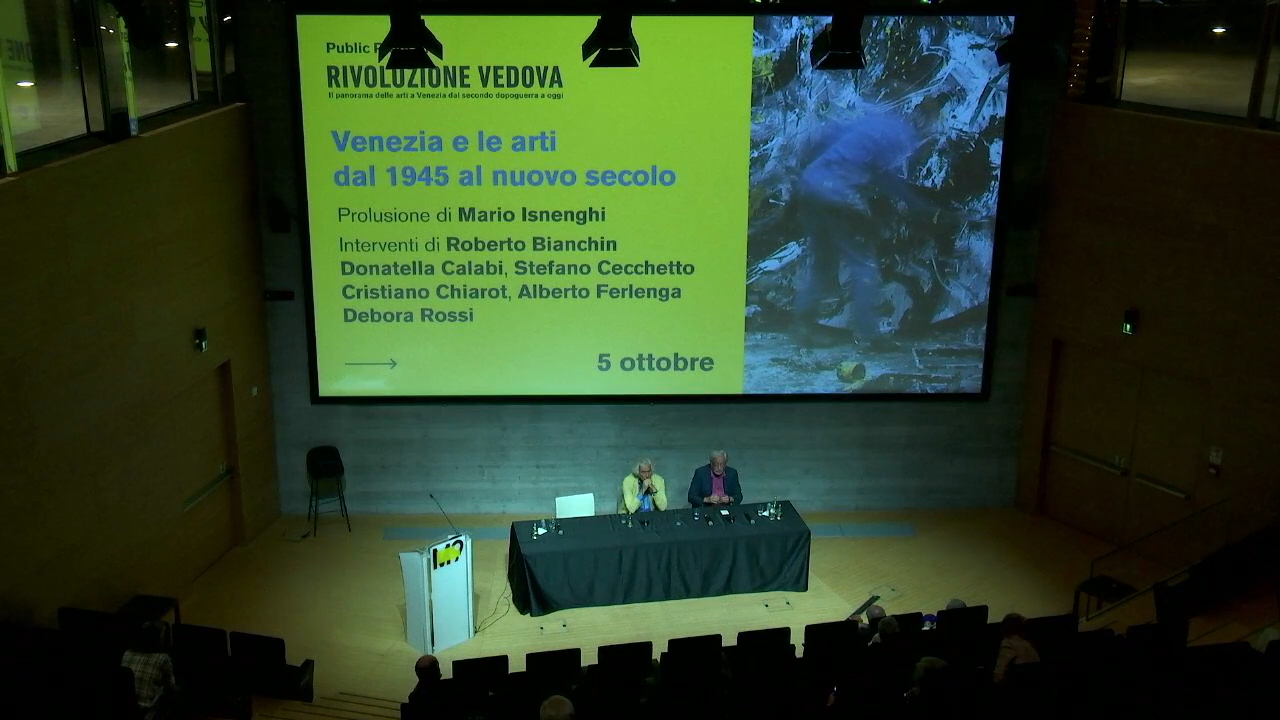 Public
RIVOLUZIONE VEDOVA
Il panorama delle arti a Venezia dal secondo dopoguerra a oggi
Venezia e le arti
dal 1945 al nuovo secolo
Prolusione di Mario Isnenghi
Interventi di Roberto Bianchin
Donatella Calabi, Stefano Cecchetto
Cristiano Chiarot, Alberto Ferlenga
Debora Rossi
5 ottobre
M9